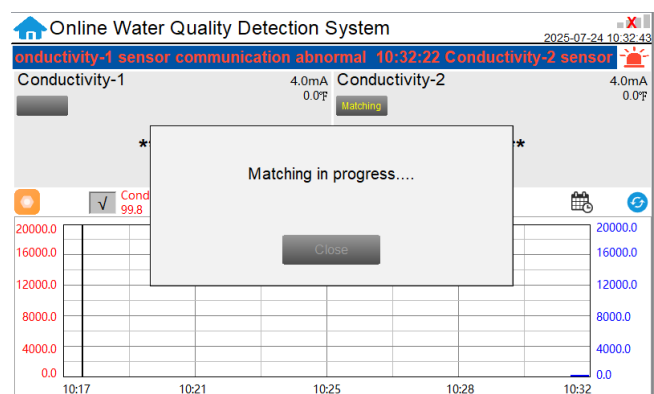 Online Water Quality Detection System
X
2025-07-24 10:32:43
onductivity-1 sensor communication abnormal 10:32:22 Conductivity-2 sensor
Conductivity-1
4.0mA
0.0℉
Conductivity-2
4.0mA
0.0℉
Matching
**
**
Matching in progress....
Close
√
Cond
99.8
20000.0
16000.0
12000.0
8000.0
4000.0
0.0
20000.0
16000.0
12000.0
8000.0
4000.0
0.0
10:17 10:21 10:25 10:28 10:32